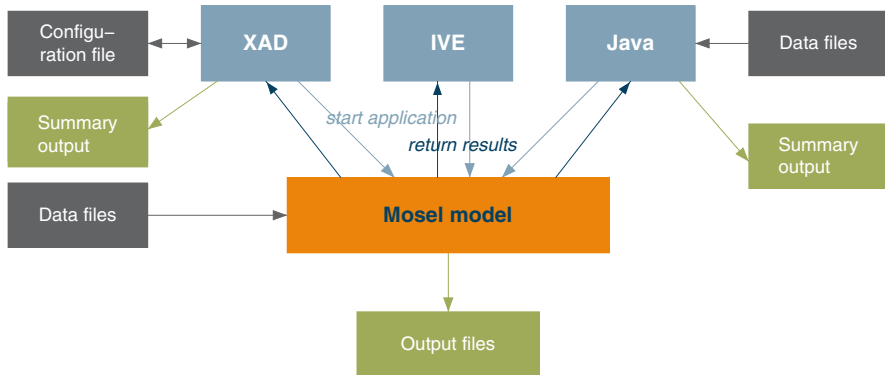 Configu–
ration file
XAD
IVE
Java
Data files
Summary
output
start application
return results
Summary
output
Data files
Mosel model
Output files